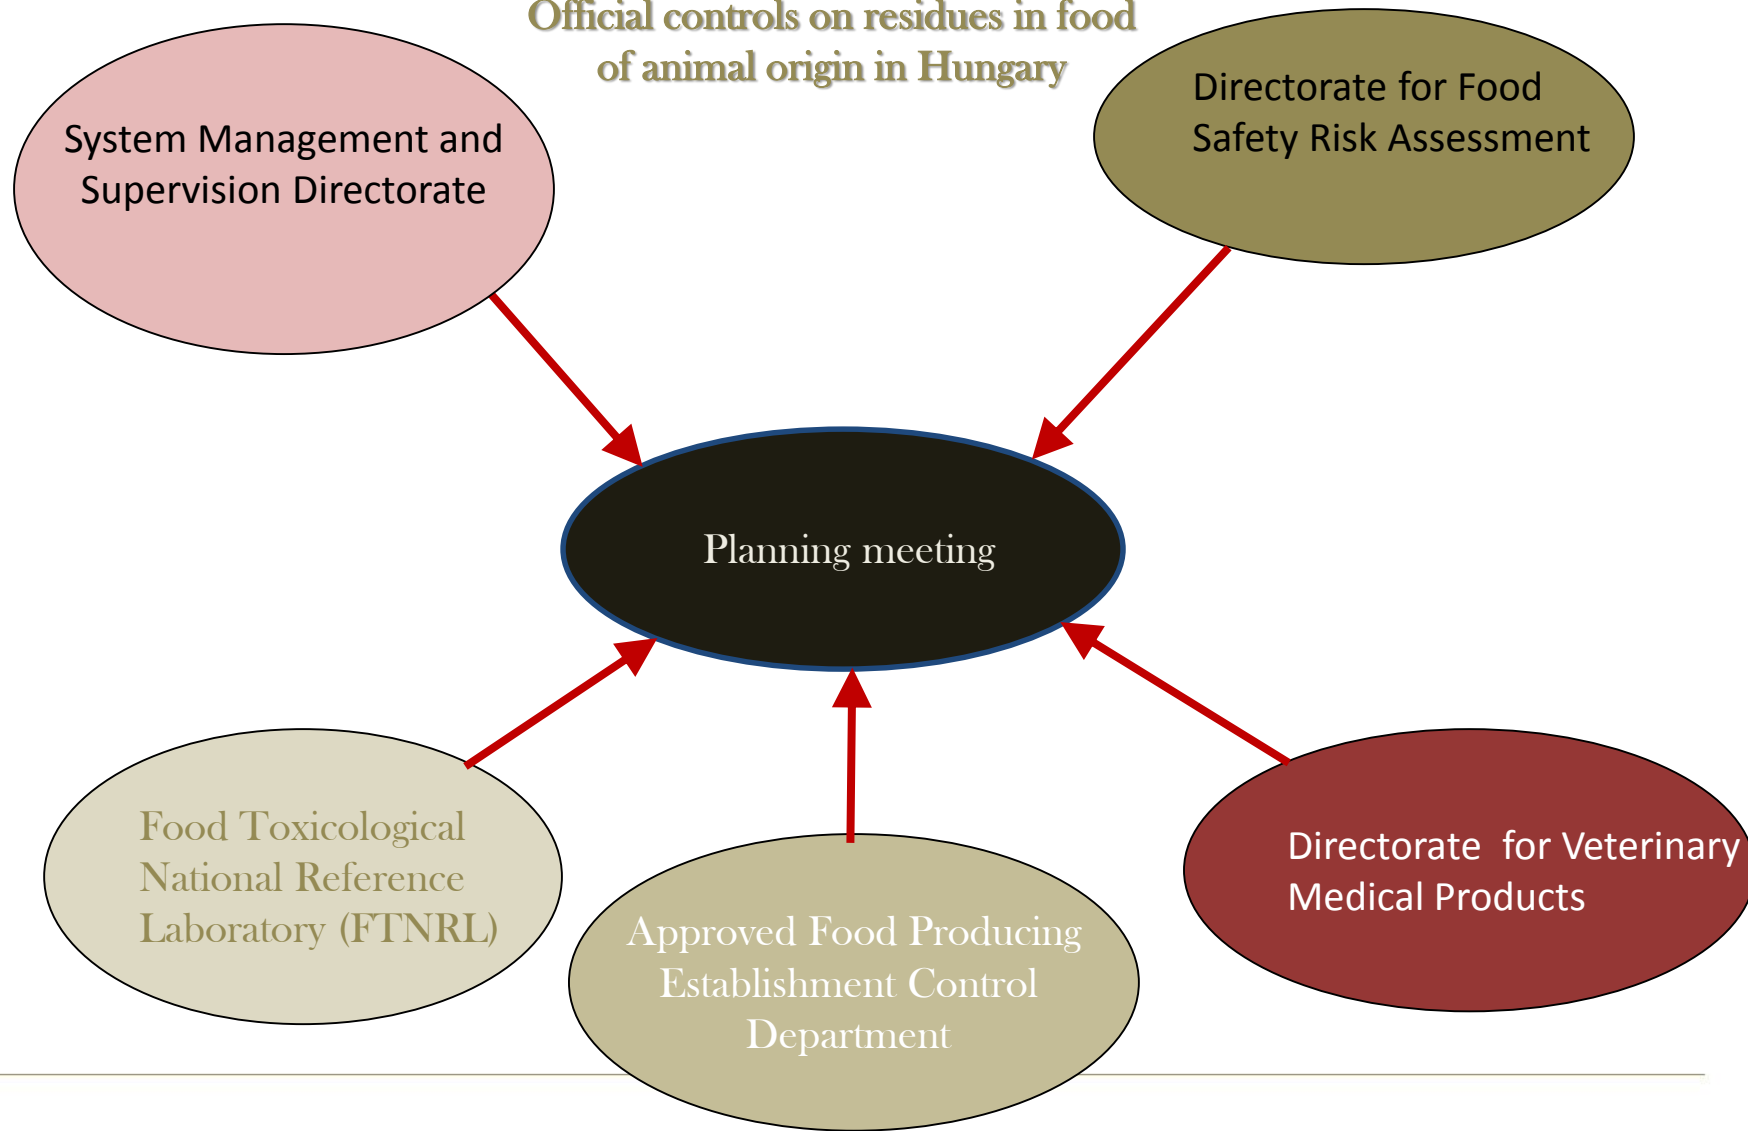 Official controls on residues in food
of animal origin in Hungary
System Management and
Supervision Directorate
Directorate for Food
Safety Risk Assessment
Planning meeting
Food Toxicological
National Reference
Laboratory (FTNRL)
Approved Food Producing
Establishment Control
Department
Directorate for Veterinary
Medical Products